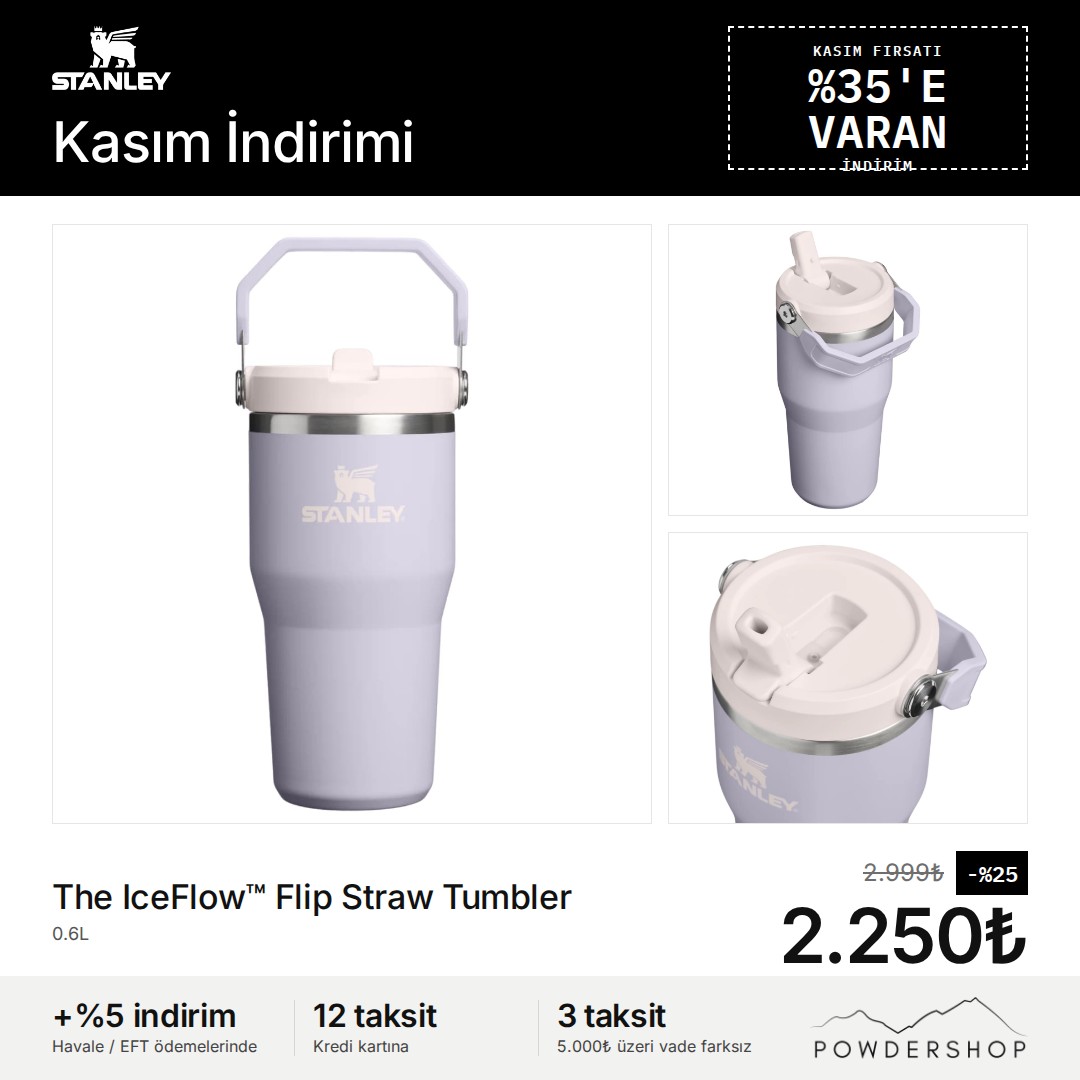 STANLEY
Kasım İndirimi
KASIM FIRSATI
%35'E
VARAN
İNDİRİM
STANLEY
STANLEY
The IceFlow™ Flip Straw Tumbler
0.6L
2.999₺
-%25
2.250₺
+%5 indirim
Havale / EFT ödemelerinde
12 taksit
Kredi kartına
3 taksit
5.000₺ üzeri vade farksız
POWDERSHOP